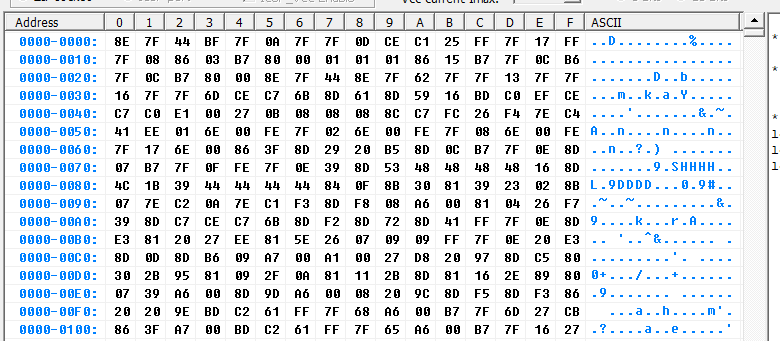 Address 0 1 2 3 4 5 6 7 8 9 A B C D E F ASCII
0000-0000: 8E 7F 44 BF 7F 0A 7F 7F 0D CE C1 25 FF 7F 17 FF ..D........%....
0000-0010: 7F 08 86 03 B7 80 00 01 01 01 86 15 B7 7F 0C B6 ................
0000-0020: 7F 0C B7 80 00 8E 7F 44 8E 7F 62 7F 7F 13 7F 7F .......D..b.....
0000-0030: 16 7F 7F 6D CE C7 6B 8D 61 8D 59 16 BD C0 EF CE ...m..k.a.Y.....
0000-0040: C7 C0 E1 00 27 0B 08 08 08 8C C7 FC 26 F4 7E C4 ....'.......&.~.
0000-0050: 41 EE 01 6E 00 FE 7F 02 6E 00 FE 7F 08 6E 00 FE A..n....n....n..
0000-0060: 7F 17 6E 00 86 3F 8D 29 20 B5 8D 0C B7 7F 0E 8D ..n..?.) .......
0000-0070: 07 B7 7F 0F FE 7F 0E 39 8D 53 48 48 48 48 16 8D .......9.SHHHH..
0000-0080: 4C 1B 39 44 44 44 44 84 0F 8B 30 81 39 23 02 8B L.9DDDD...0.9#..
0000-0090: 07 7E C2 0A 7E C1 F3 8D F8 08 A6 00 81 04 26 F7 .~..~.........&.
0000-00A0: 39 8D C7 CE C7 6B 8D F2 8D 72 8D 41 FF 7F 0E 8D 9....k...r.A....
0000-00B0: E3 81 20 27 EE 81 5E 26 07 09 09 FF 7F 0E 20 E3 .. '..^&...... .
0000-00C0: 8D 0D 8D B6 09 A7 00 A1 00 27 D8 20 97 8D C5 80 .........'. ....
0000-00D0: 30 2B 95 81 09 2F 0A 81 11 2B 8D 81 16 2E 89 80 0+.../...+......
0000-00E0: 07 39 A6 00 8D 9D A6 00 08 20 9C 8D F5 8D F3 86 .9....... ......
0000-00F0: 20 20 9E BD C2 61 FF 7F 68 A6 00 B7 7F 6D 27 CB ...a..h....m'.
0000-0100: 86 3F A7 00 BD C2 61 FF 7F 65 A6 00 B7 7F 16 27 .?....a..e.....'